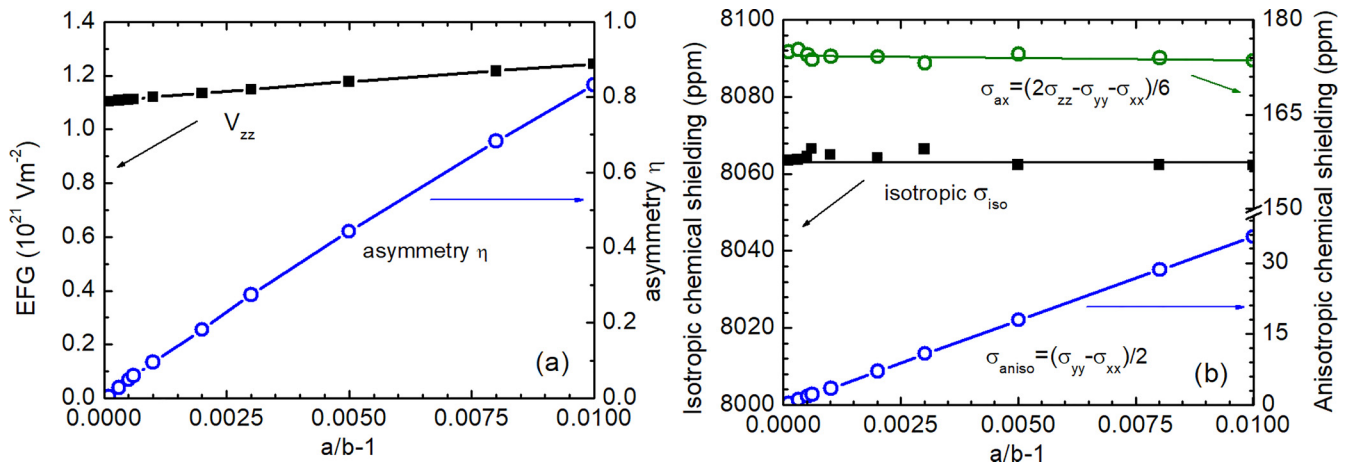 EFG (10²¹ Vm⁻²)
1.4
1.2
1.0
0.8
0.6
0.4
0.2
0.0
V_zz
asymmetry η
(a)
1.0
0.8
0.6
0.4
0.2
0.0
asymmetry η
0.0000 0.0025 0.0050 0.0075 0.0100
a/b-1
Isotropic chemical shielding (ppm)
8100
8080
8060
8040
8020
8000
σ_ax=(2σ_zz-σ_yy-σ_xx)/6
isotropic σ_iso
σ_aniso=(σ_yy-σ_xx)/2
(b)
180
165
150
30
15
0
Anisotropic chemical shielding (ppm)
0.0000 0.0025 0.0050 0.0075 0.0100
a/b-1